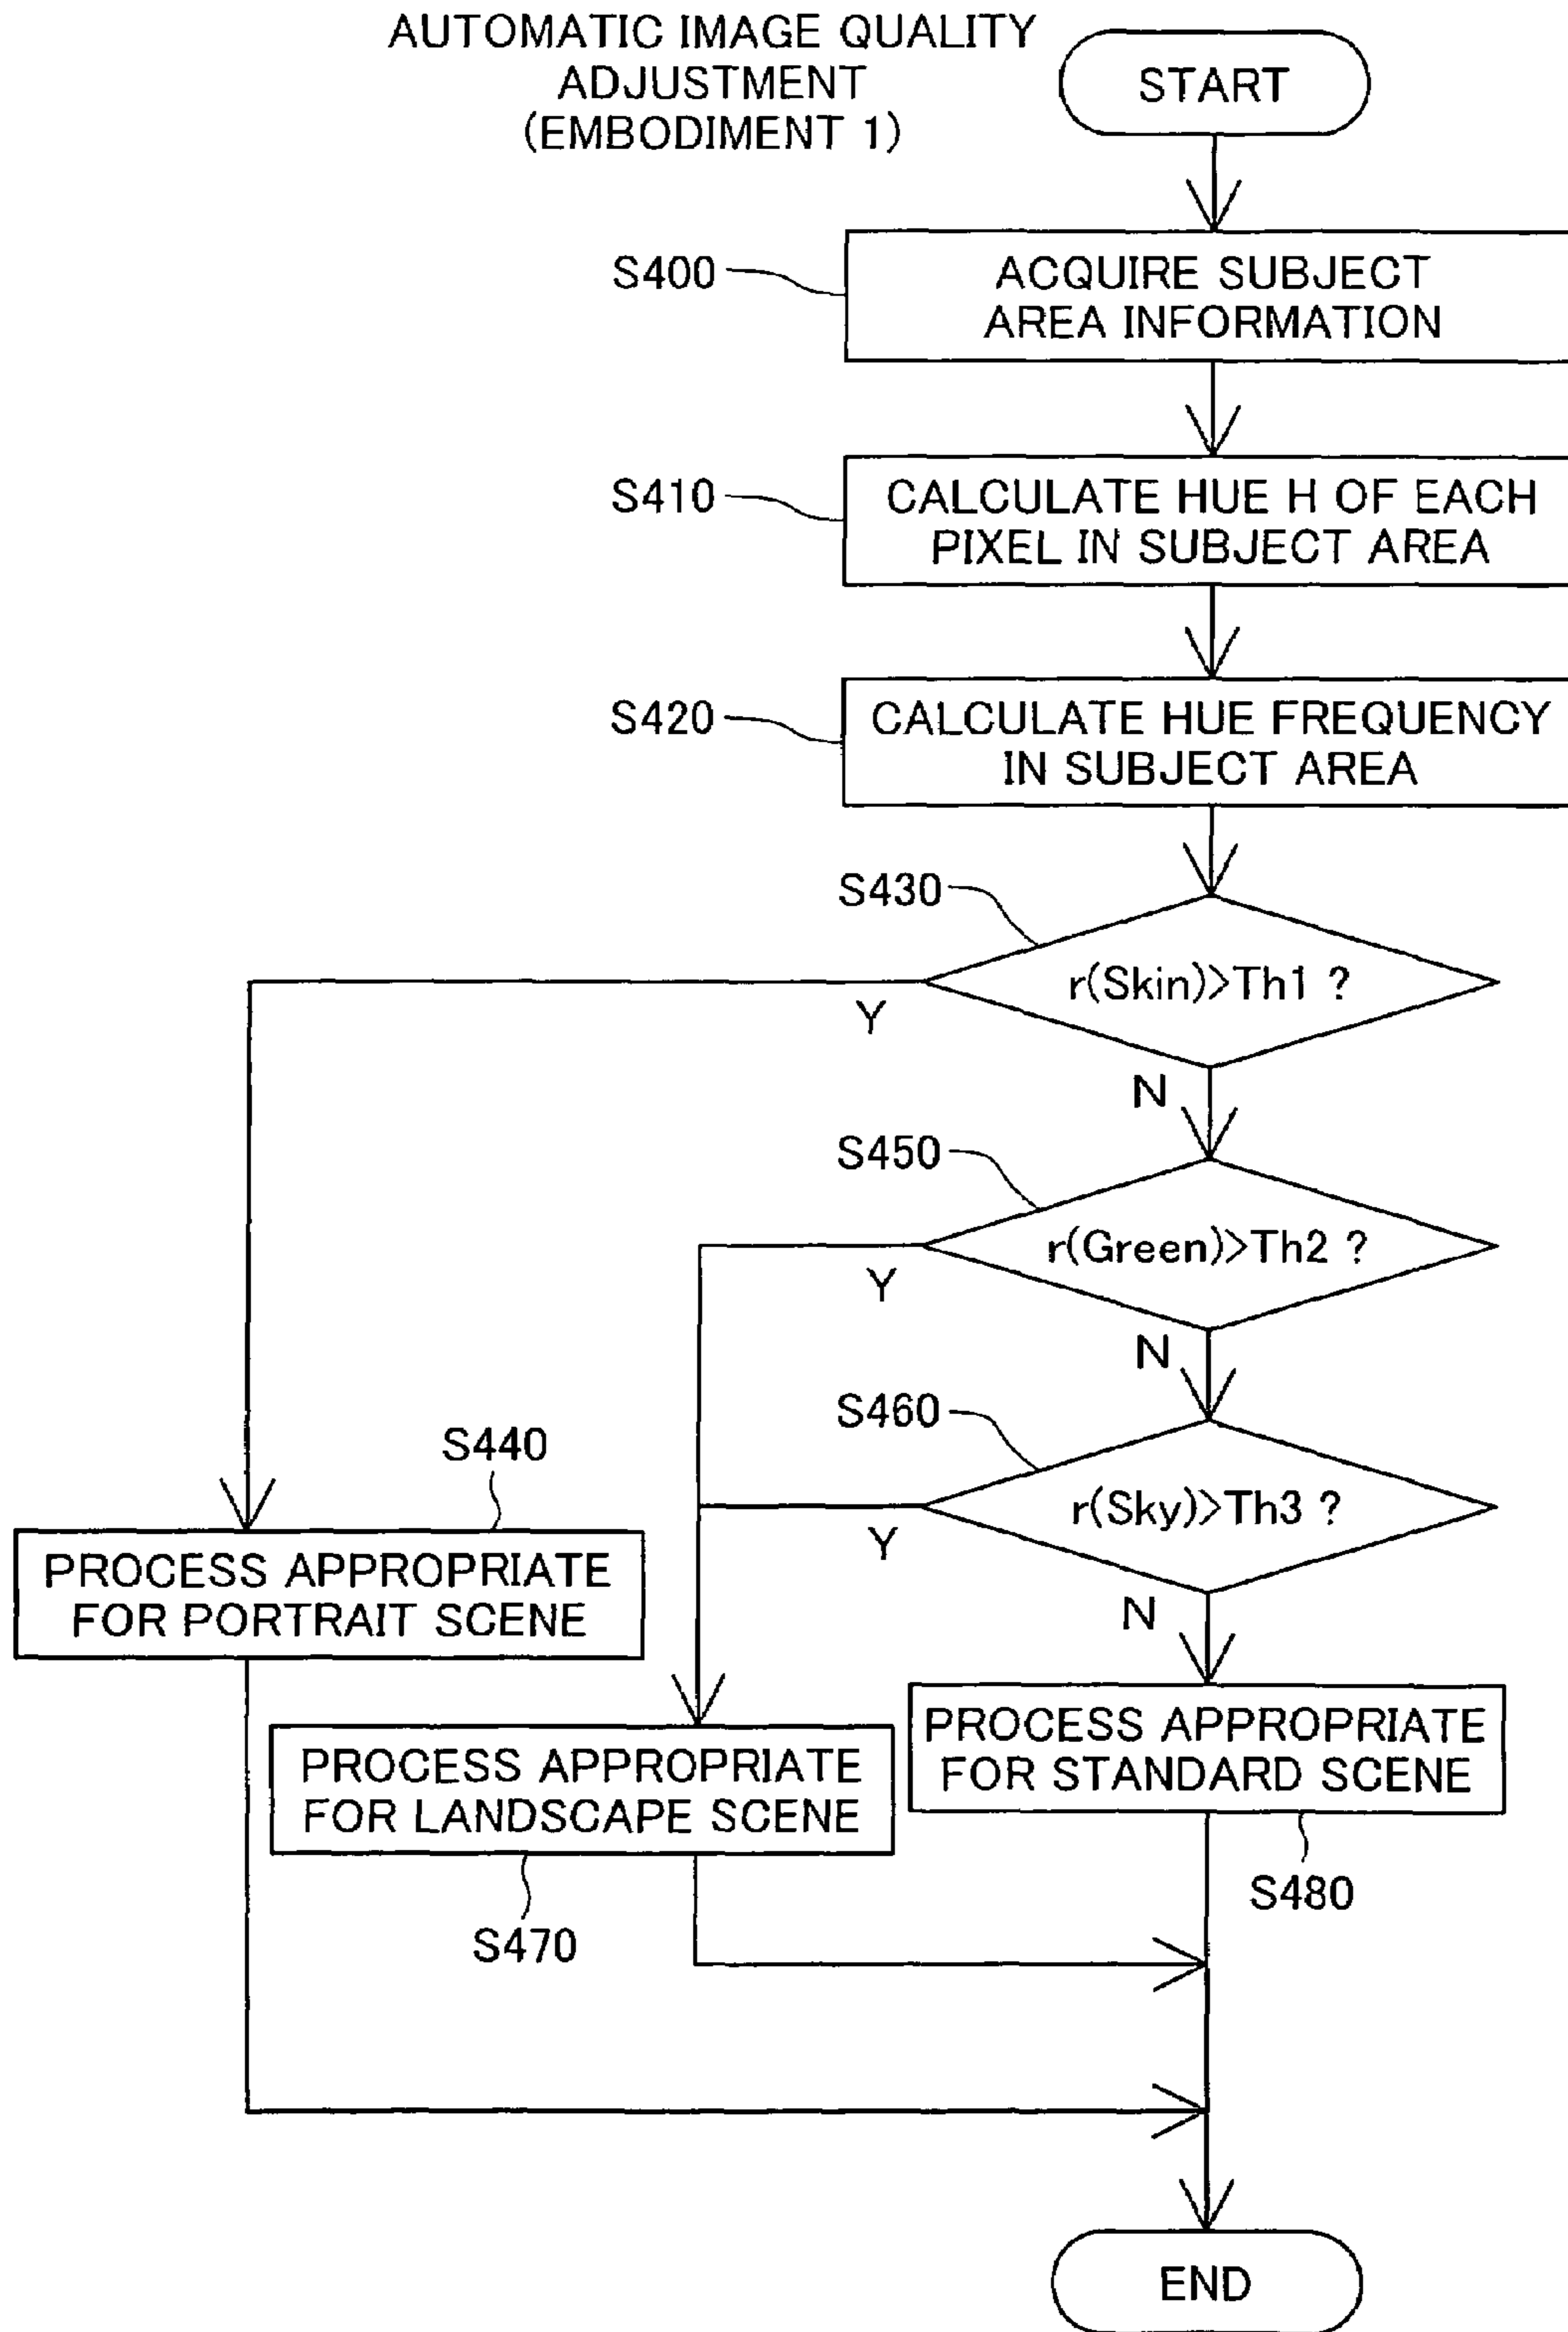 AUTOMATIC IMAGE QUALITY
ADJUSTMENT
(EMBODIMENT 1)
START
S400
ACQUIRE SUBJECT
AREA INFORMATION
S410
CALCULATE HUE H OF EACH
PIXEL IN SUBJECT AREA
S420
CALCULATE HUE FREQUENCY
IN SUBJECT AREA
S430
r(Skin)>Th1 ?
Y
N
S450
r(Green)>Th2 ?
Y
N
S460
r(Sky)>Th3 ?
Y
N
S440
PROCESS APPROPRIATE
FOR PORTRAIT SCENE
PROCESS APPROPRIATE
FOR LANDSCAPE SCENE
S470
PROCESS APPROPRIATE
FOR STANDARD SCENE
S480
END